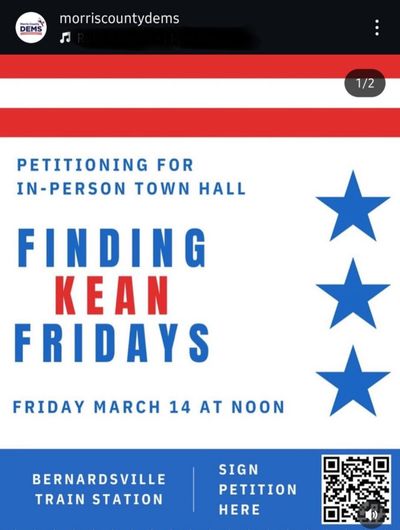 morriscountydems
DEMS
1/2
PETITIONING FOR
IN-PERSON TOWN HALL
FINDING
KEAN
FRIDAYS
FRIDAY MARCH 14 AT NOON
BERNARDSVILLE
TRAIN STATION
SIGN
PETITION
HERE